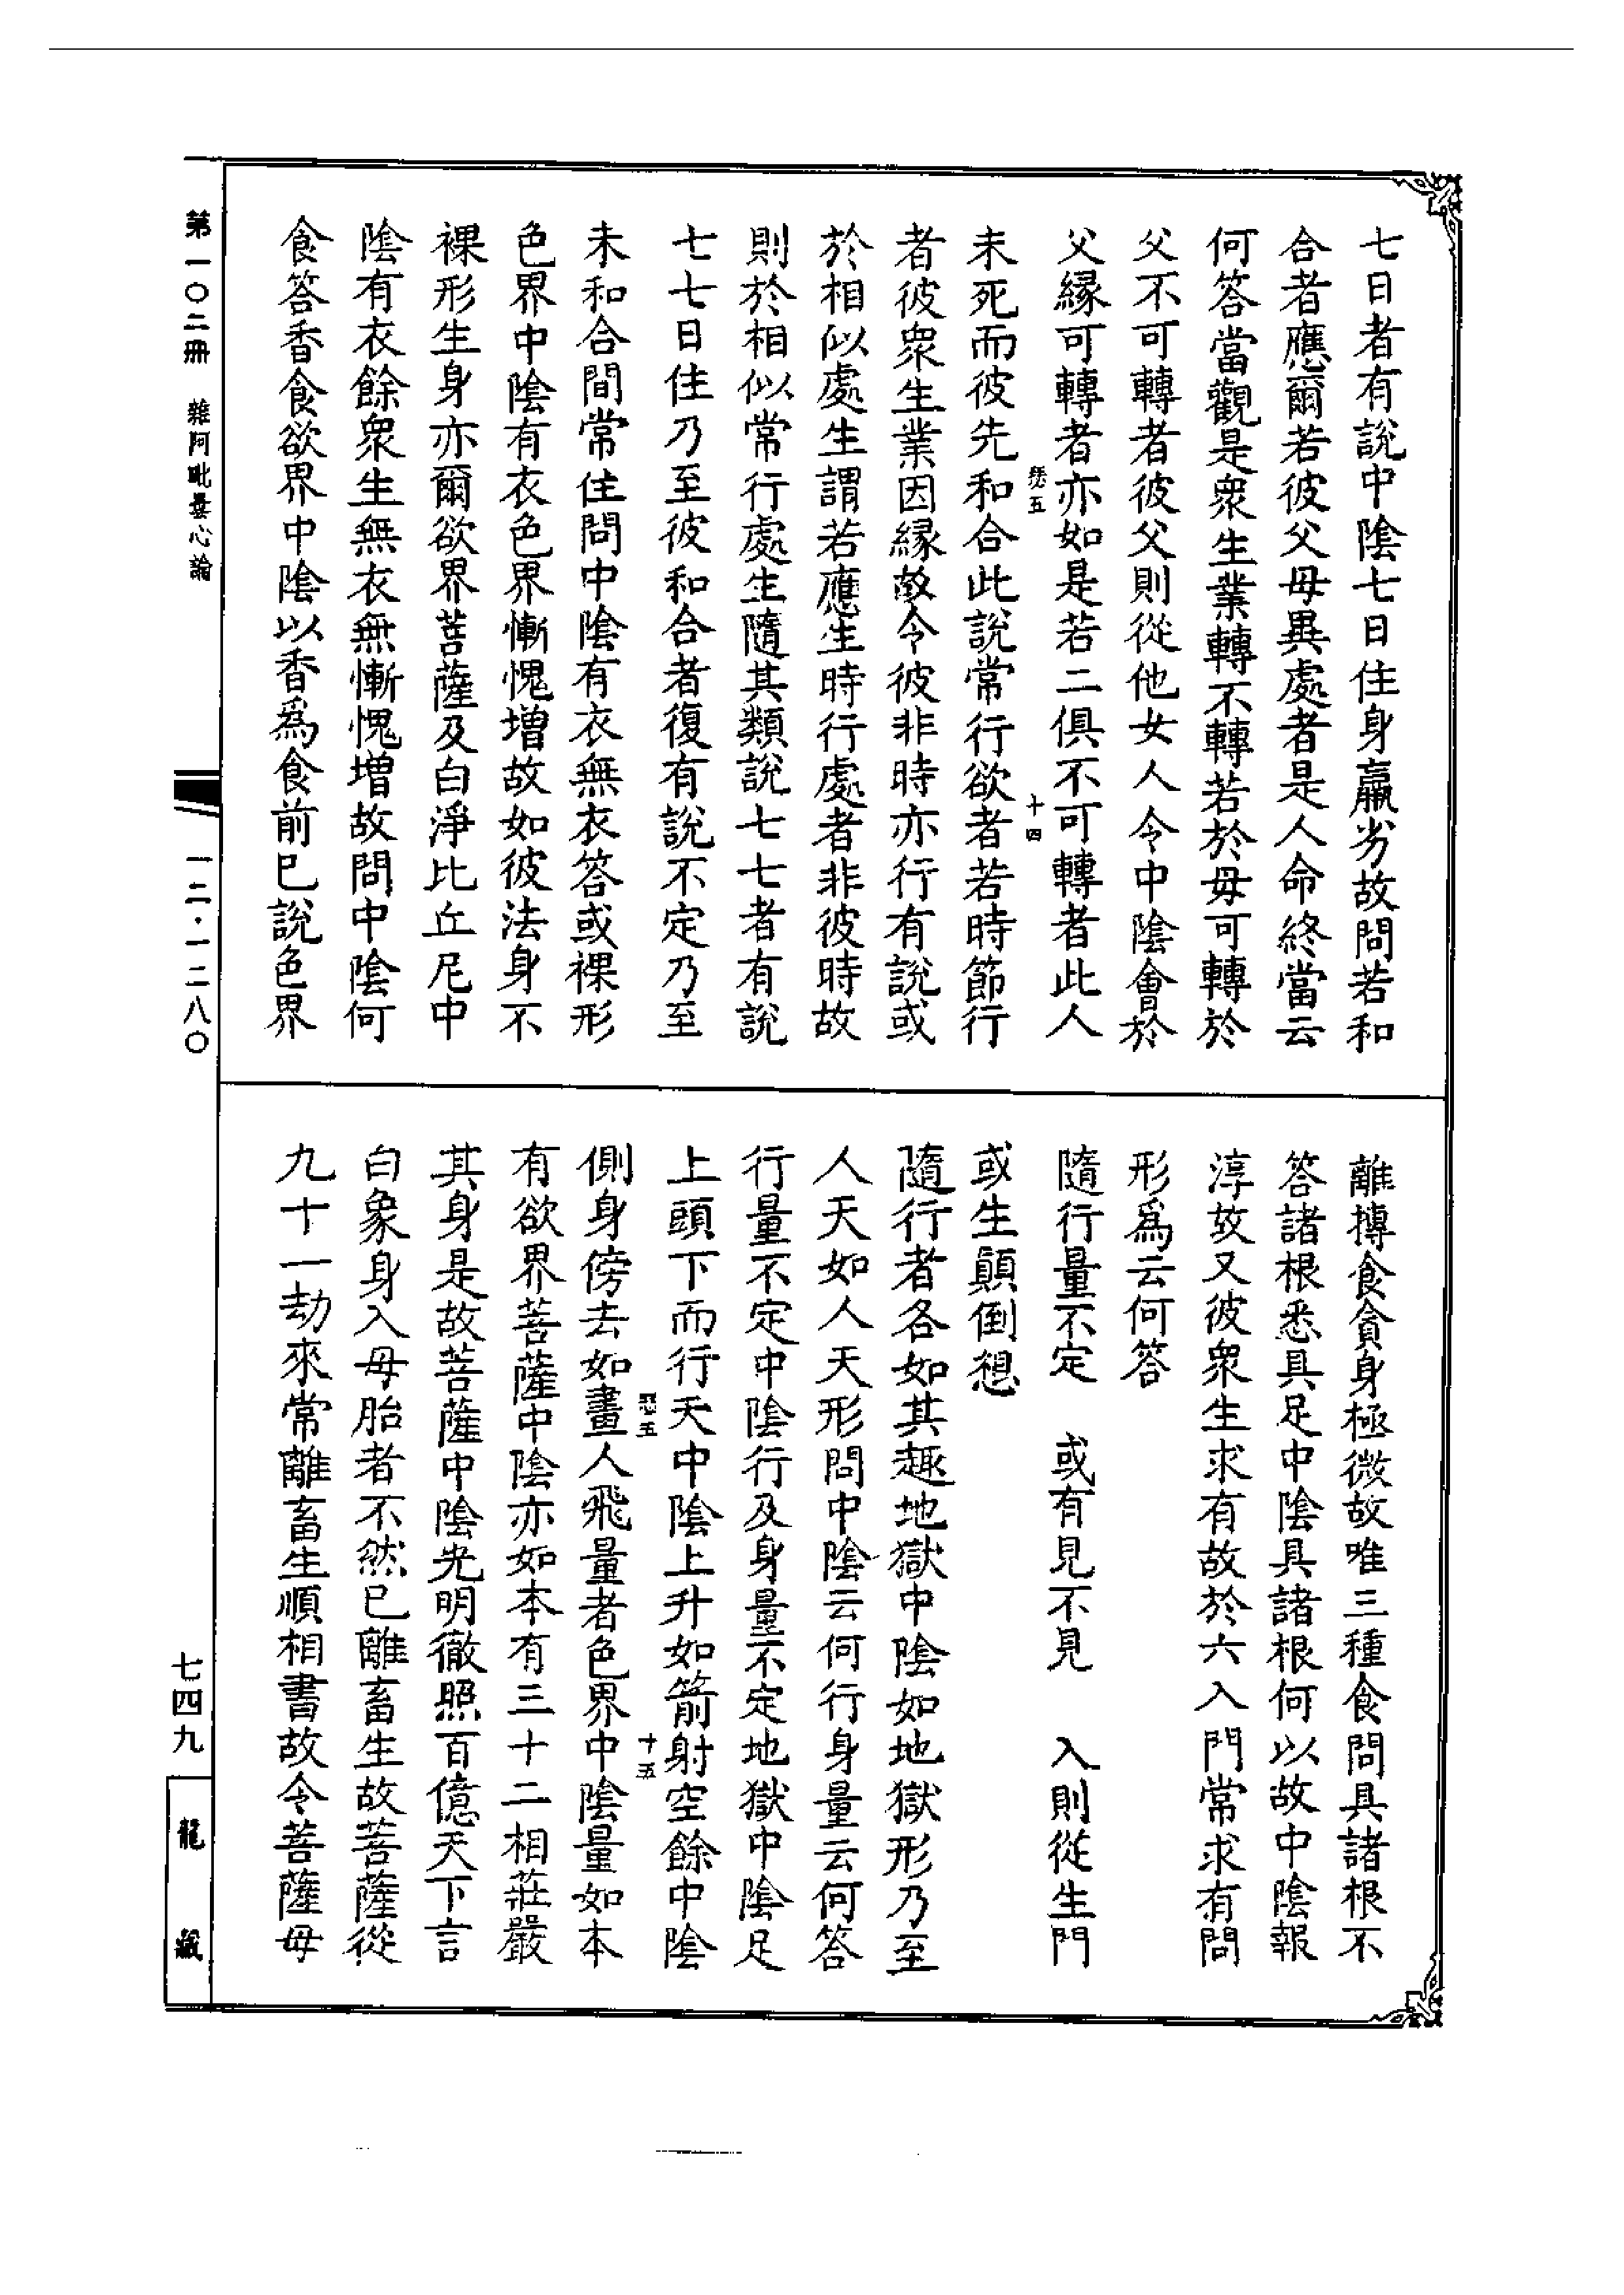 七日者有說中陰七日住身羸劣故問若和
合者應爾若彼父母異處者是人命終當云
何答當觀是衆生業轉不轉若於母可轉於
父不可轉者彼父則從他女人令中陰會於
父緣可轉者亦如是若二俱不可轉者此人
未死而彼先和合此說常行欲者若時節行
者彼衆生業因緣故令彼非時亦行有說或
於相似處生謂若應生時行處者非彼時故
則於相似常行處生隨其類說七七者有說
七七日住乃至彼和合者復有說不定乃至
未和合間常住問中陰有衣無衣答或裸形
色界中陰有衣色界慚愧增故如彼法身不
裸形生身亦爾欲界菩薩及白淨比丘尼中
陰有衣餘衆生無衣無慚愧增故問中陰何
食答香食欲界中陰以香爲食前已說色界
離摶食貪身極微故唯三種食問具諸根不
答諸根悉具足中陰具諸根何以故中陰報
淳故又彼衆生求有故於六入門常求有問
形爲云何答
隨行量不定　或有見不見　入則從生門
或生顛倒想
隨行者各如其趣地獄中陰如地獄形乃至
人天如人天形問中陰云何行身量云何答
行量不定中陰行及身量不定地獄中陰足
上頭下而行天中陰上升如箭射空餘中陰
側身傍去如畫人飛量者色界中陰量如本
有欲界菩薩中陰亦如本有三十二相莊嚴
其身是故菩薩中陰光明徹照百億天下言
白象身入母胎者不然已離畜生故菩薩從
九十一劫來常離畜生順相書故令菩薩母
十四
五
十五
第一〇二冊　雜阿毗曇心論
一二·一二八〇
七四九
龍藏